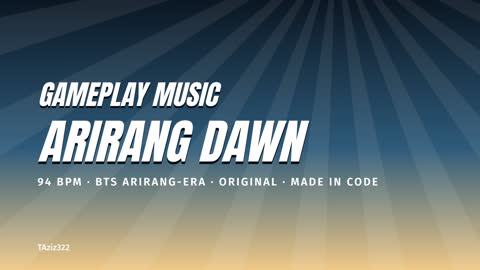 GAMEPLAY MUSIC
ARIRANG DAWN
94 BPM · BTS ARIRANG-ERA · ORIGINAL · MADE IN CODE
TAziz322